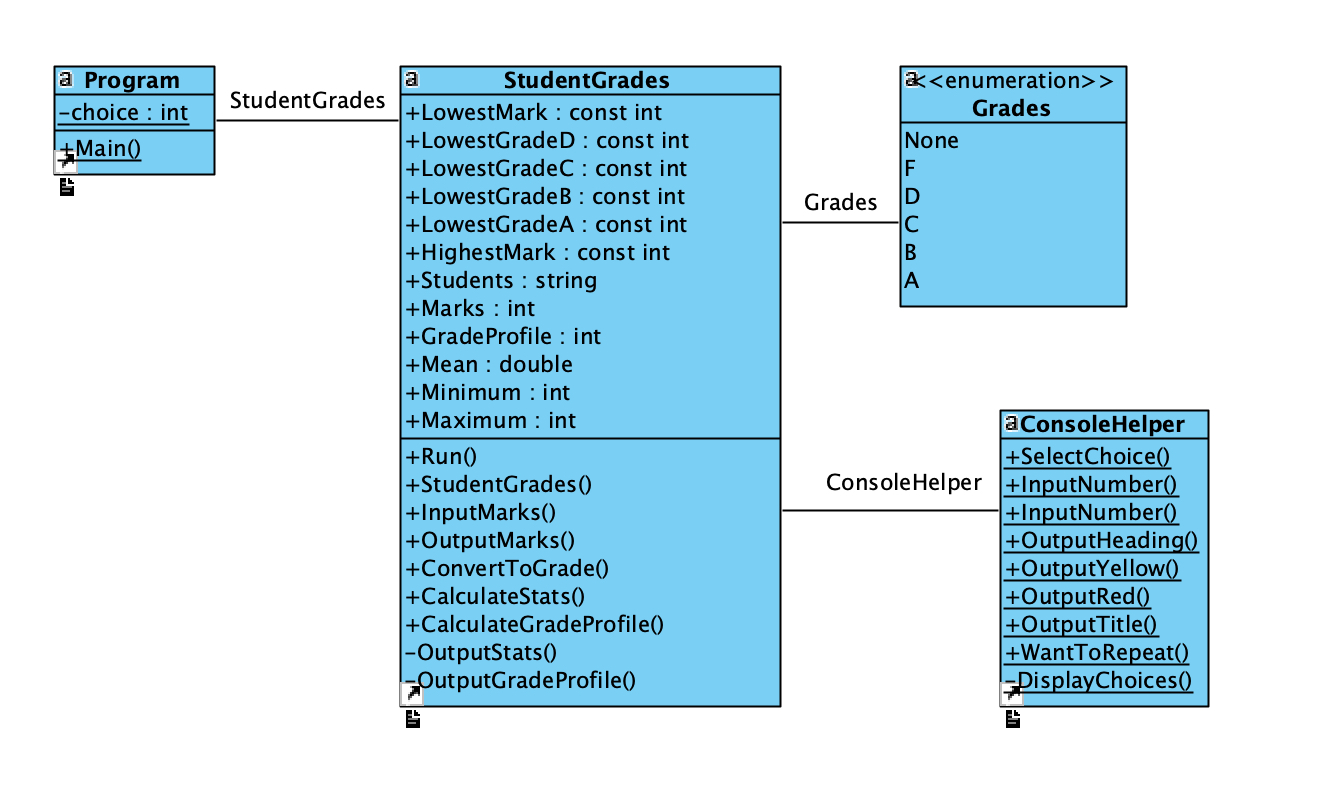 Program
-choice : int
+Main()
StudentGrades
StudentGrades
+LowestMark : const int
+LowestGradeD : const int
+LowestGradeC : const int
+LowestGradeB : const int
+LowestGradeA : const int
+HighestMark : const int
+Students : string
+Marks : int
+GradeProfile : int
+Mean : double
+Minimum : int
+Maximum : int
+Run()
+StudentGrades()
+InputMarks()
+OutputMarks()
+ConvertToGrade()
+CalculateStats()
+CalculateGradeProfile()
-OutputStats()
-OutputGradeProfile()
Grades
<<enumeration>>
Grades
None
F
D
C
B
A
ConsoleHelper
ConsoleHelper
+SelectChoice()
+InputNumber()
+InputNumber()
+OutputHeading()
+OutputYellow()
+OutputRed()
+OutputTitle()
+WantToRepeat()
-DisplayChoices()